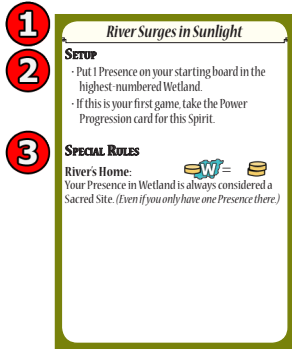 1
River Surges in Sunlight
2
SETUP
· Put 1 Presence on your starting board in the
highest-numbered Wetland.
· If this is your first game, take the Power
Progression card for this Spirit.
3
SPECIAL RULES
River's Home: W =
Your Presence in Wetland is always considered a
Sacred Site. (Even if you only have one Presence there.)